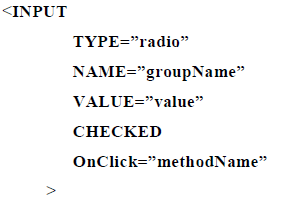 <INPUT
TYPE=”radio”
NAME=”groupName”
VALUE=”value”
CHECKED
OnClick=”methodName”
>